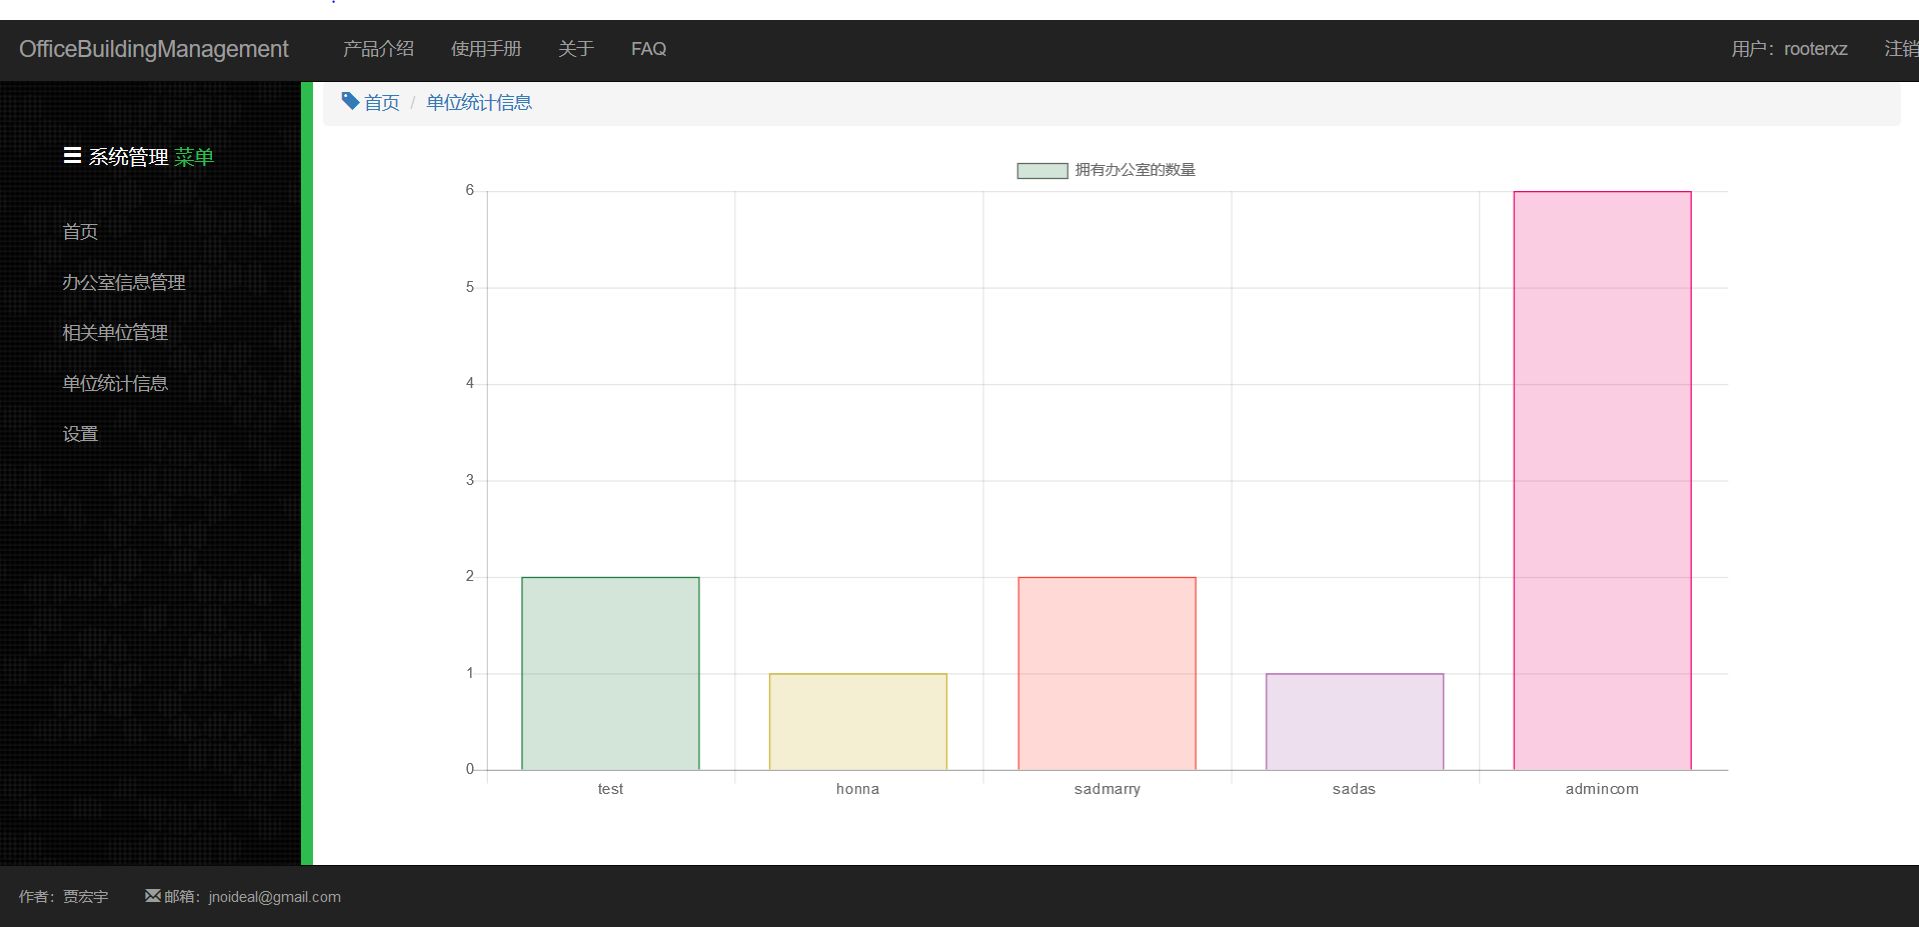 OfficeBuildingManagement 产品介绍 使用手册 关于 FAQ 用户：rooterxz 注销
首页 / 单位统计信息
系统管理 菜单
首页
办公室信息管理
相关单位管理
单位统计信息
设置
拥有办公室的数量
6
5
4
3
2
1
0
test honna sadmarry sadas admincom
作者：贾宏宇 邮箱：jnoideal@gmail.com